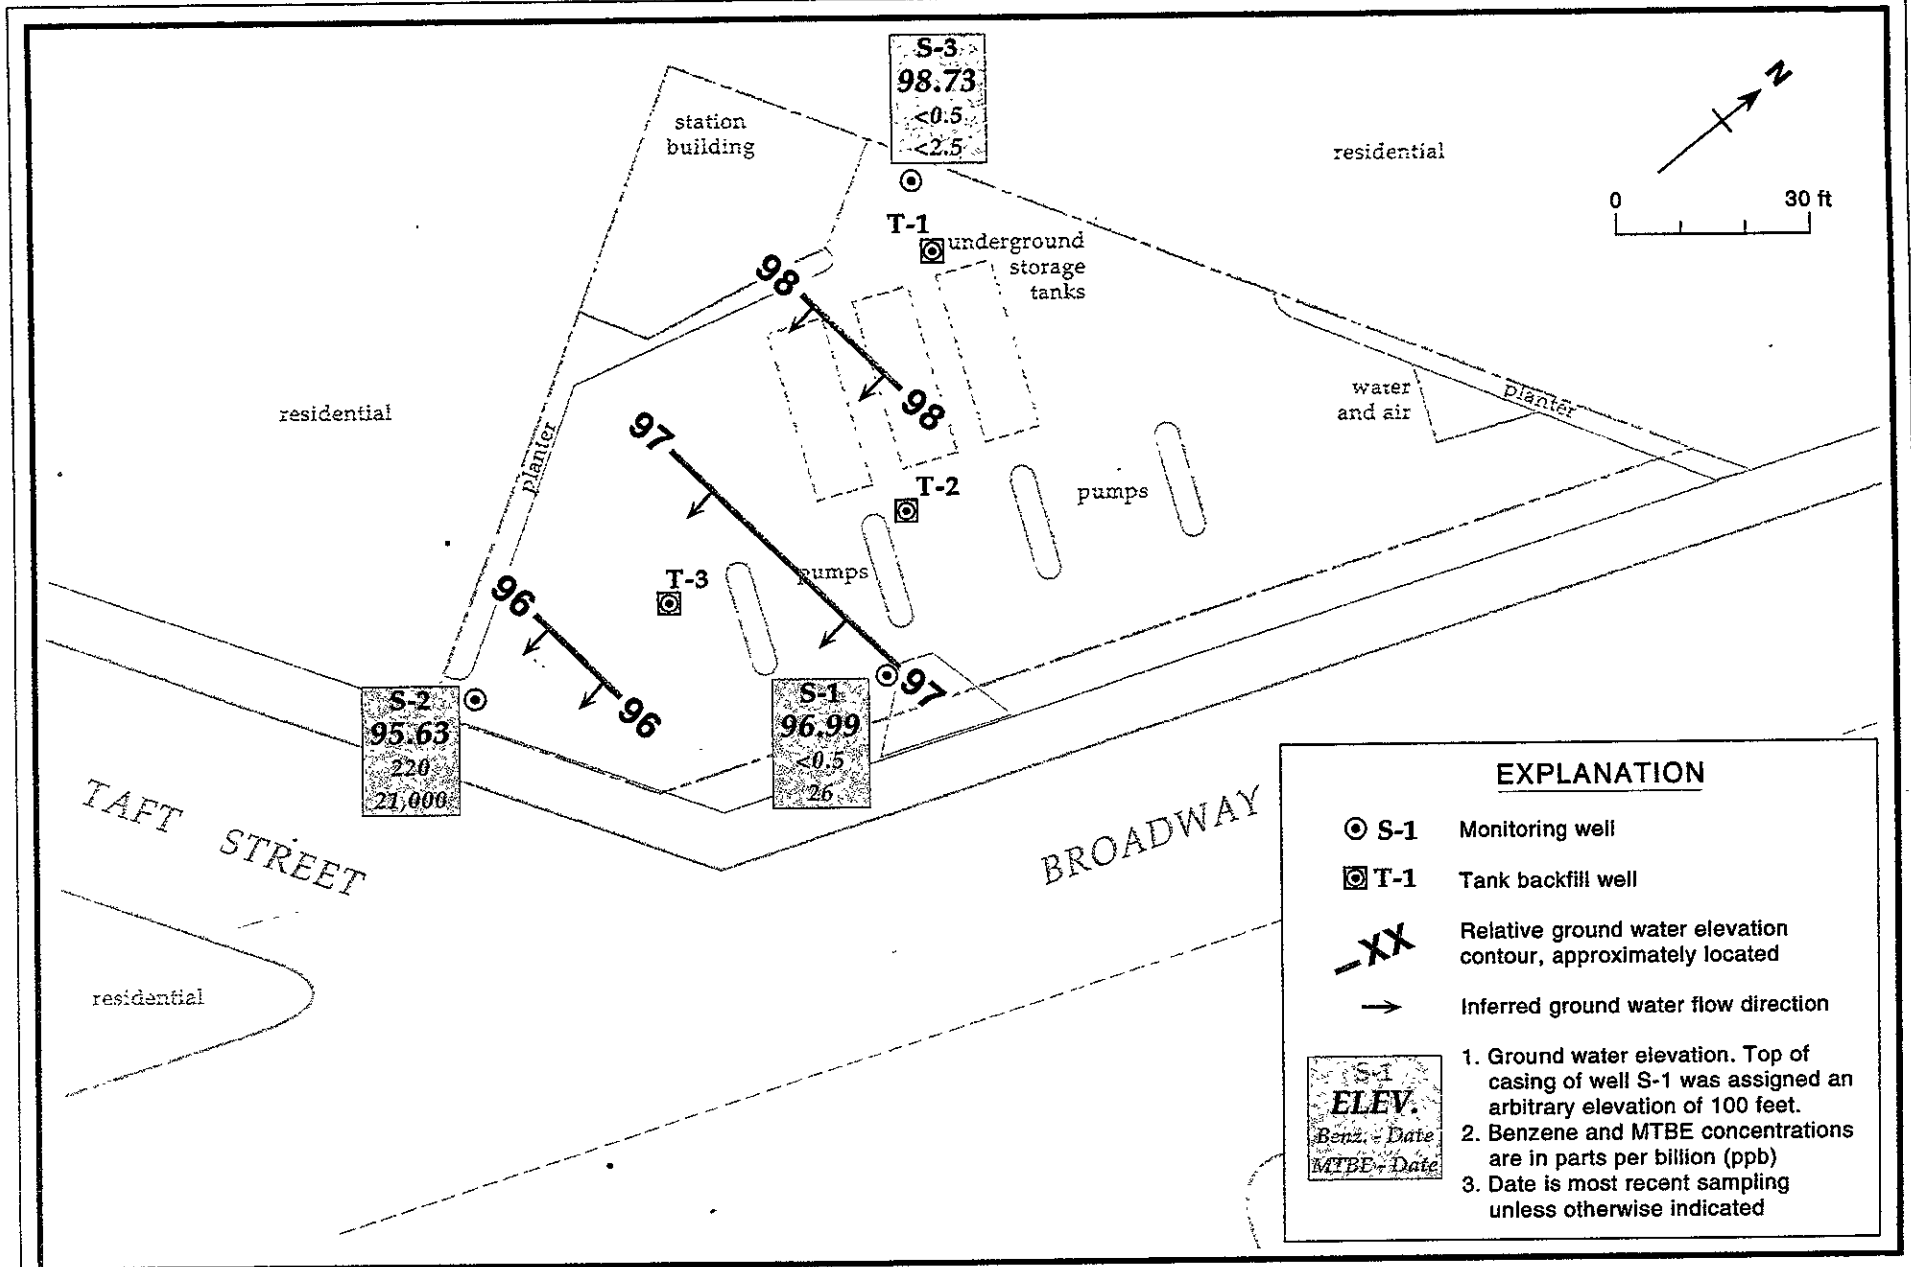 S-3
98.73
<0.5
<2.5
N
station
building
residential
0 30 ft
T-1
underground
storage
tanks
98
98
residential
planter
97
water
and air
planter
T-2
pumps
T-3
pumps
96
96
97
S-2
95.63
220
21,000
S-1
96.99
<0.5
26
TAFT STREET
BROADWAY
residential
EXPLANATION
S-1 Monitoring well
T-1 Tank backfill well
XX Relative ground water elevation
contour, approximately located
Inferred ground water flow direction
S-1
ELEV.
Benz. - Date
MTBE - Date
1. Ground water elevation. Top of
casing of well S-1 was assigned an
arbitrary elevation of 100 feet.
2. Benzene and MTBE concentrations
are in parts per billion (ppb)
3. Date is most recent sampling
unless otherwise indicated